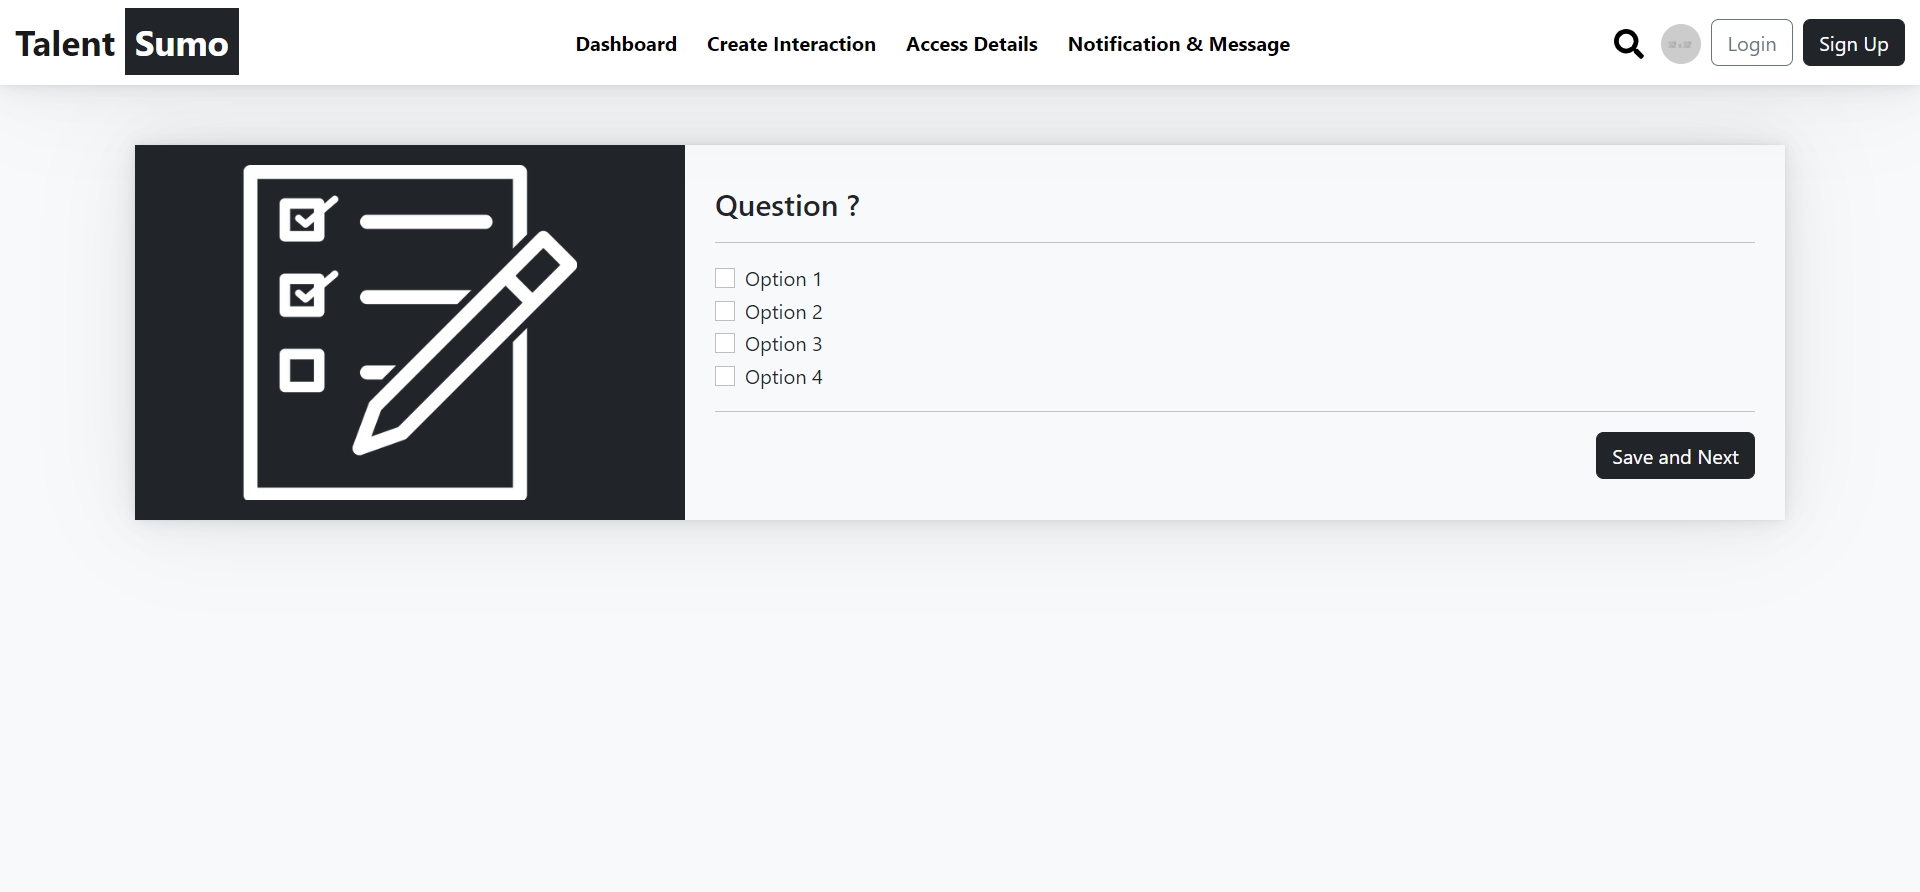 Talent Sumo
Dashboard Create Interaction Access Details Notification & Message
Login Sign Up
Question ?
Option 1
Option 2
Option 3
Option 4
Save and Next